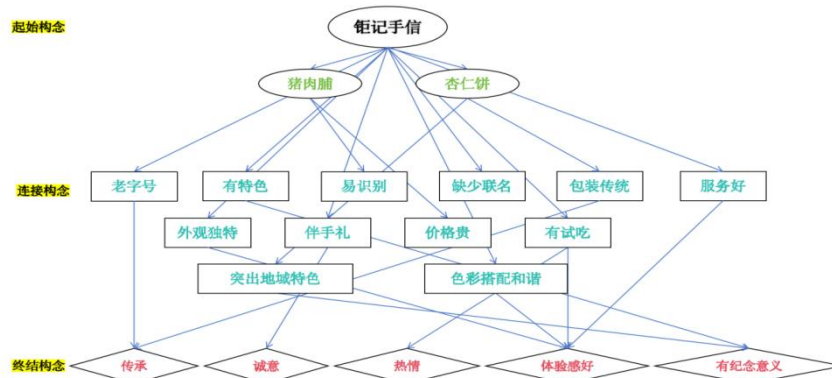 起始构念
钜记手信
猪肉脯 杏仁饼
连接构念
老字号 有特色 易识别 缺少联名 包装传统 服务好
外观独特 伴手礼 价格贵 有试吃
突出地域特色 色彩搭配和谐
终结构念
传承 诚意 热情 体验感好 有纪念意义